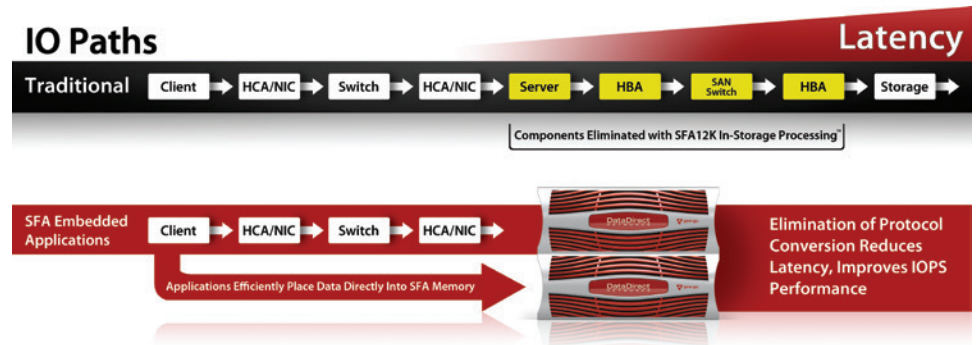 IO Paths
Latency
Traditional
Client
HCA/NIC
Switch
HCA/NIC
Server
HBA
SAN
Switch
HBA
Storage
Components Eliminated with SFA12K In-Storage Processing™
SFA Embedded
Applications
Client
HCA/NIC
Switch
HCA/NIC
Applications Efficiently Place Data Directly Into SFA Memory
DataDirect
DataDirect
Elimination of Protocol
Conversion Reduces
Latency, Improves IOPS
Performance